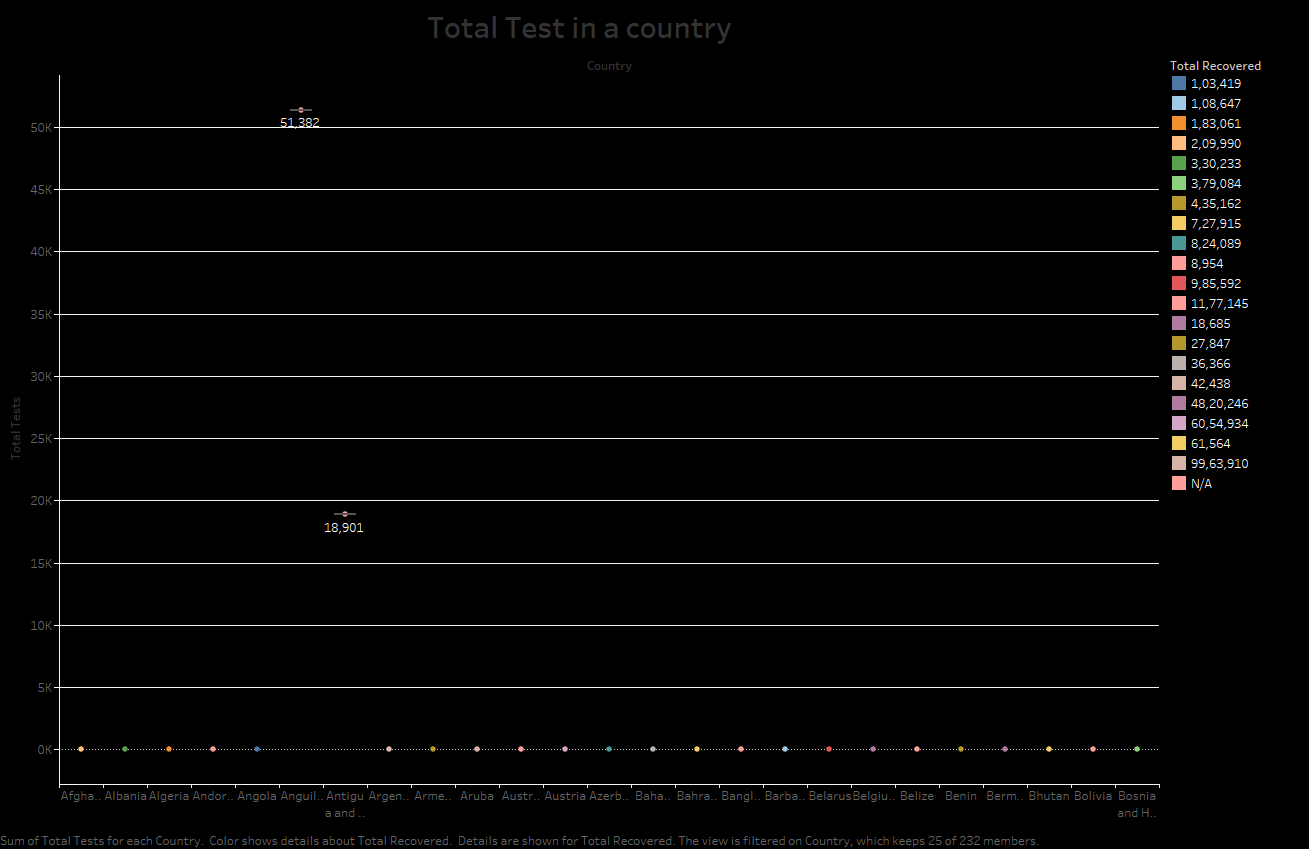 Total Test in a country
Country
Total Recovered
1,03,419
1,08,647
1,83,061
2,09,990
3,30,233
3,79,084
4,35,162
7,27,915
8,24,089
8,954
9,85,592
11,77,145
18,685
27,847
36,366
42,438
48,20,246
60,54,934
61,564
99,63,910
N/A
Total Tests
50K
45K
40K
35K
30K
25K
20K
15K
10K
5K
0K
51,382
18,901
Afgha.. Albania Algeria Andor.. Angola Anguil.. Antigu Argen.. Arme.. Aruba Austr.. Austria Azerb.. Baha.. Bahra.. Bangl.. Barba.. Belarus Belgiu.. Belize Benin Berm.. Bhutan Bolivia Bosnia
a and .. and H..
Sum of Total Tests for each Country. Color shows details about Total Recovered. Details are shown for Total Recovered. The view is filtered on Country, which keeps 25 of 232 members.